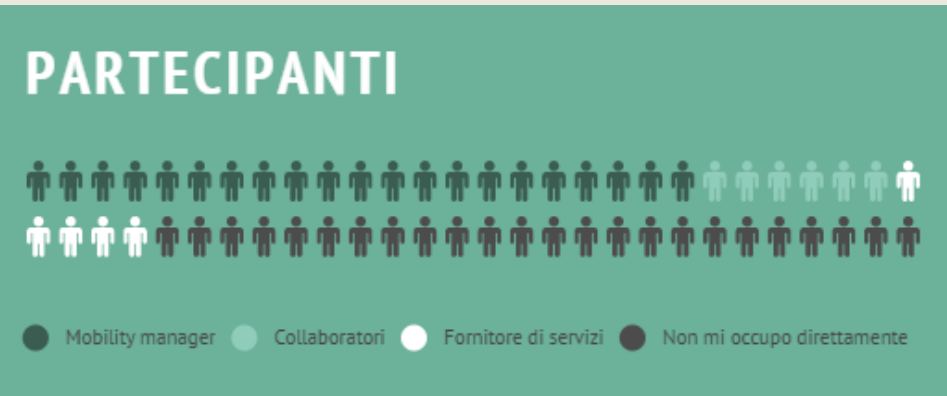 PARTECIPANTI
Mobility manager Collaboratori Fornitore di servizi Non mi occupo direttamente